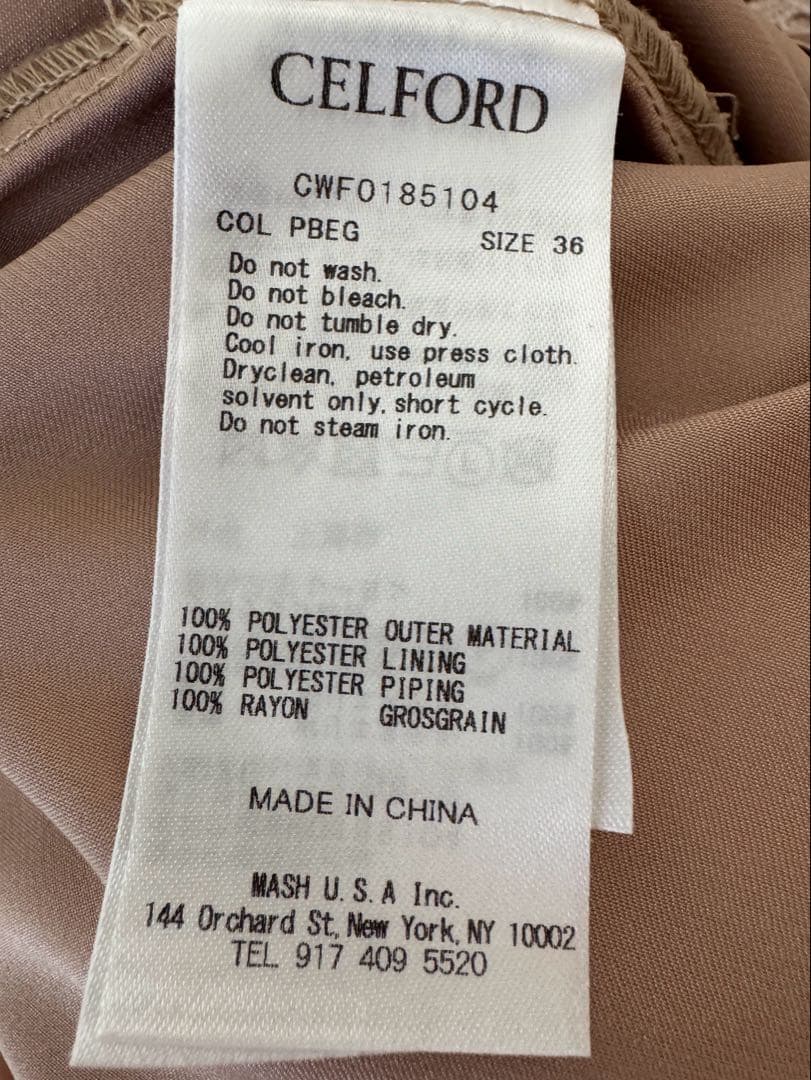 CELFORD
CWF0185104
COL PBEG SIZE 36
Do not wash.
Do not bleach.
Do not tumble dry.
Cool iron, use press cloth.
Dryclean, petroleum
solvent only, short cycle.
Do not steam iron.
100% POLYESTER OUTER MATERIAL
100% POLYESTER LINING
100% POLYESTER PIPING
100% RAYON GROSGRAIN
MADE IN CHINA
MASH U.S.A Inc.
144 Orchard St, New York, NY 10002
TEL 917 409 5520